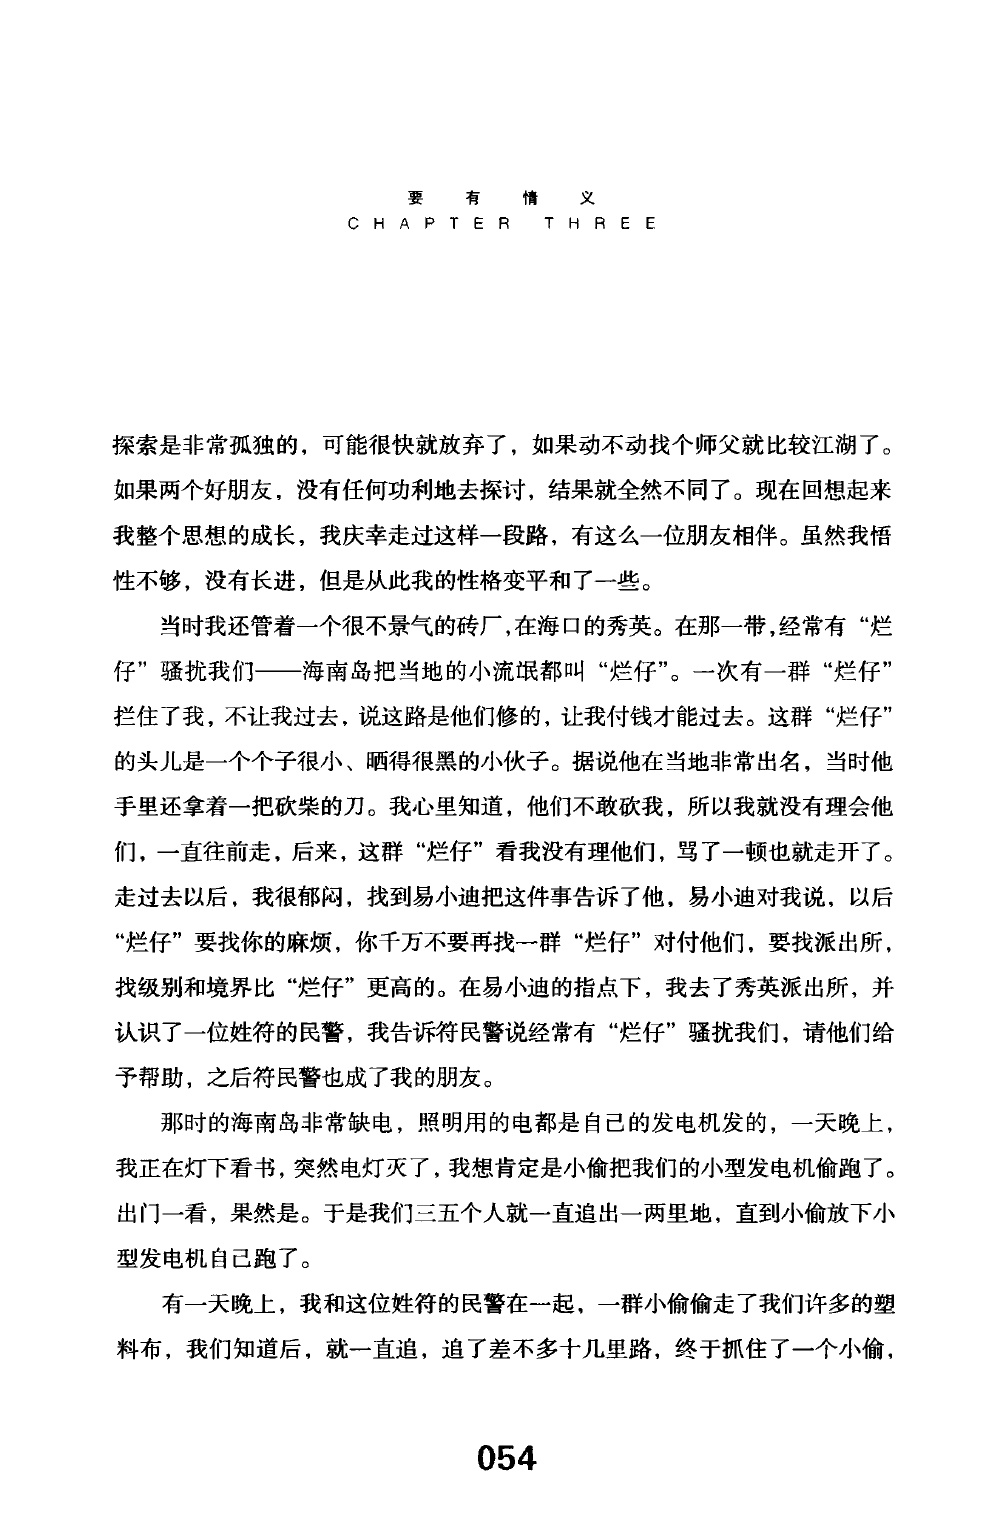 要有情义
CHAPTER THREE
探索是非常孤独的，可能很快就放弃了，如果动不动找个师父就比较江湖了。
如果两个好朋友，没有任何功利地去探讨，结果就全然不同了。现在回想起来
我整个思想的成长，我庆幸走过这样一段路，有这么一位朋友相伴。虽然我悟
性不够，没有长进，但是从此我的性格变平和了一些。
当时我还管着一个很不景气的砖厂,在海口的秀英。在那一带,经常有“烂
仔”骚扰我们——海南岛把当地的小流氓都叫“烂仔”。一次有一群“烂仔”
拦住了我，不让我过去，说这路是他们修的，让我付钱才能过去。这群“烂仔”
的头儿是一个个子很小、晒得很黑的小伙子。据说他在当地非常出名，当时他
手里还拿着一把砍柴的刀。我心里知道，他们不敢砍我，所以我就没有理会他
们，一直往前走，后来，这群“烂仔”看我没有理他们，骂了一顿也就走开了。
走过去以后，我很郁闷，找到易小迪把这件事告诉了他，易小迪对我说，以后
“烂仔”要找你的麻烦，你千万不要再找一群“烂仔”对付他们，要找派出所，
找级别和境界比“烂仔”更高的。在易小迪的指点下，我去了秀英派出所，并
认识了一位姓符的民警，我告诉符民警说经常有“烂仔”骚扰我们，请他们给
予帮助，之后符民警也成了我的朋友。
那时的海南岛非常缺电，照明用的电都是自己的发电机发的，一天晚上，
我正在灯下看书，突然电灯灭了，我想肯定是小偷把我们的小型发电机偷跑了。
出门一看，果然是。于是我们三五个人就一直追出一两里地，直到小偷放下小
型发电机自己跑了。
有一天晚上，我和这位姓符的民警在一起，一群小偷偷走了我们许多的塑
料布，我们知道后，就一直追，追了差不多十几里路，终于抓住了一个小偷，
054